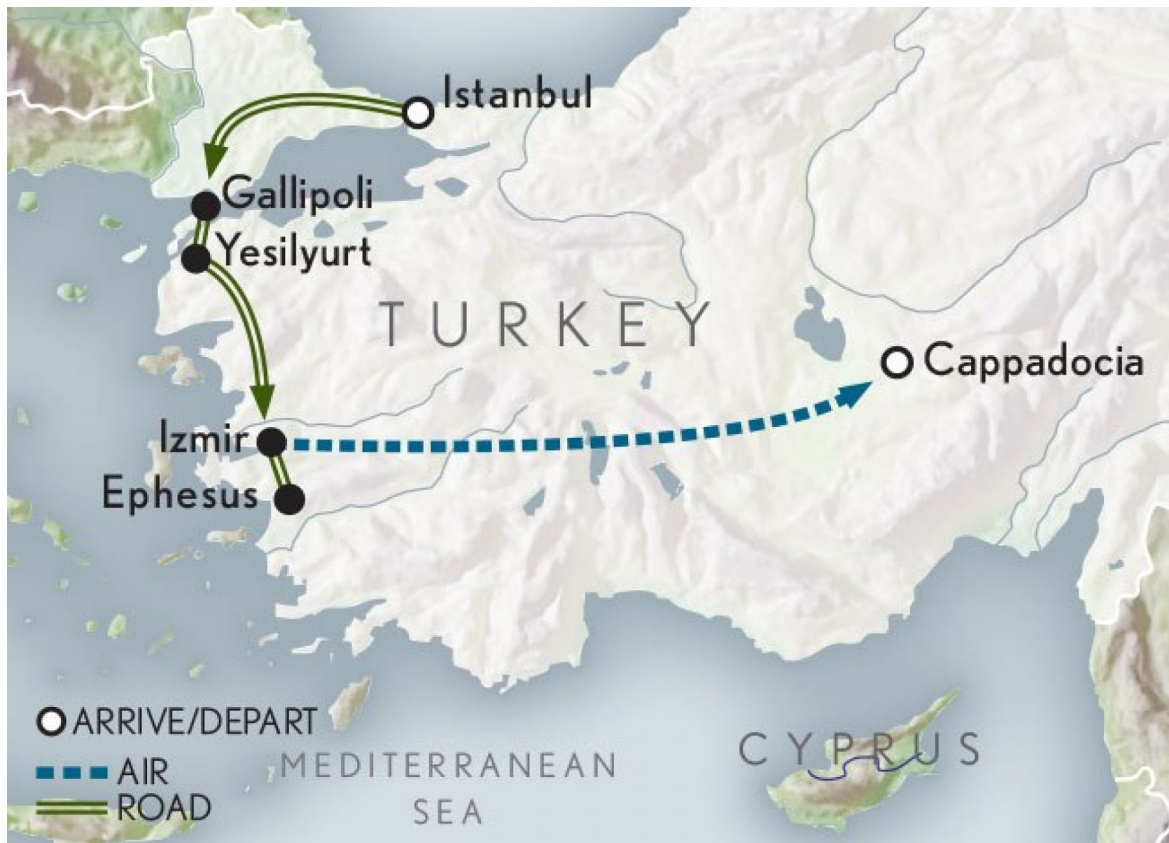 Istanbul
Gallipoli
Yesilyurt
TURKEY
Cappadocia
Izmir
Ephesus
ARRIVE/DEPART
AIR
ROAD
MEDITERRANEAN
SEA
CYPRUS